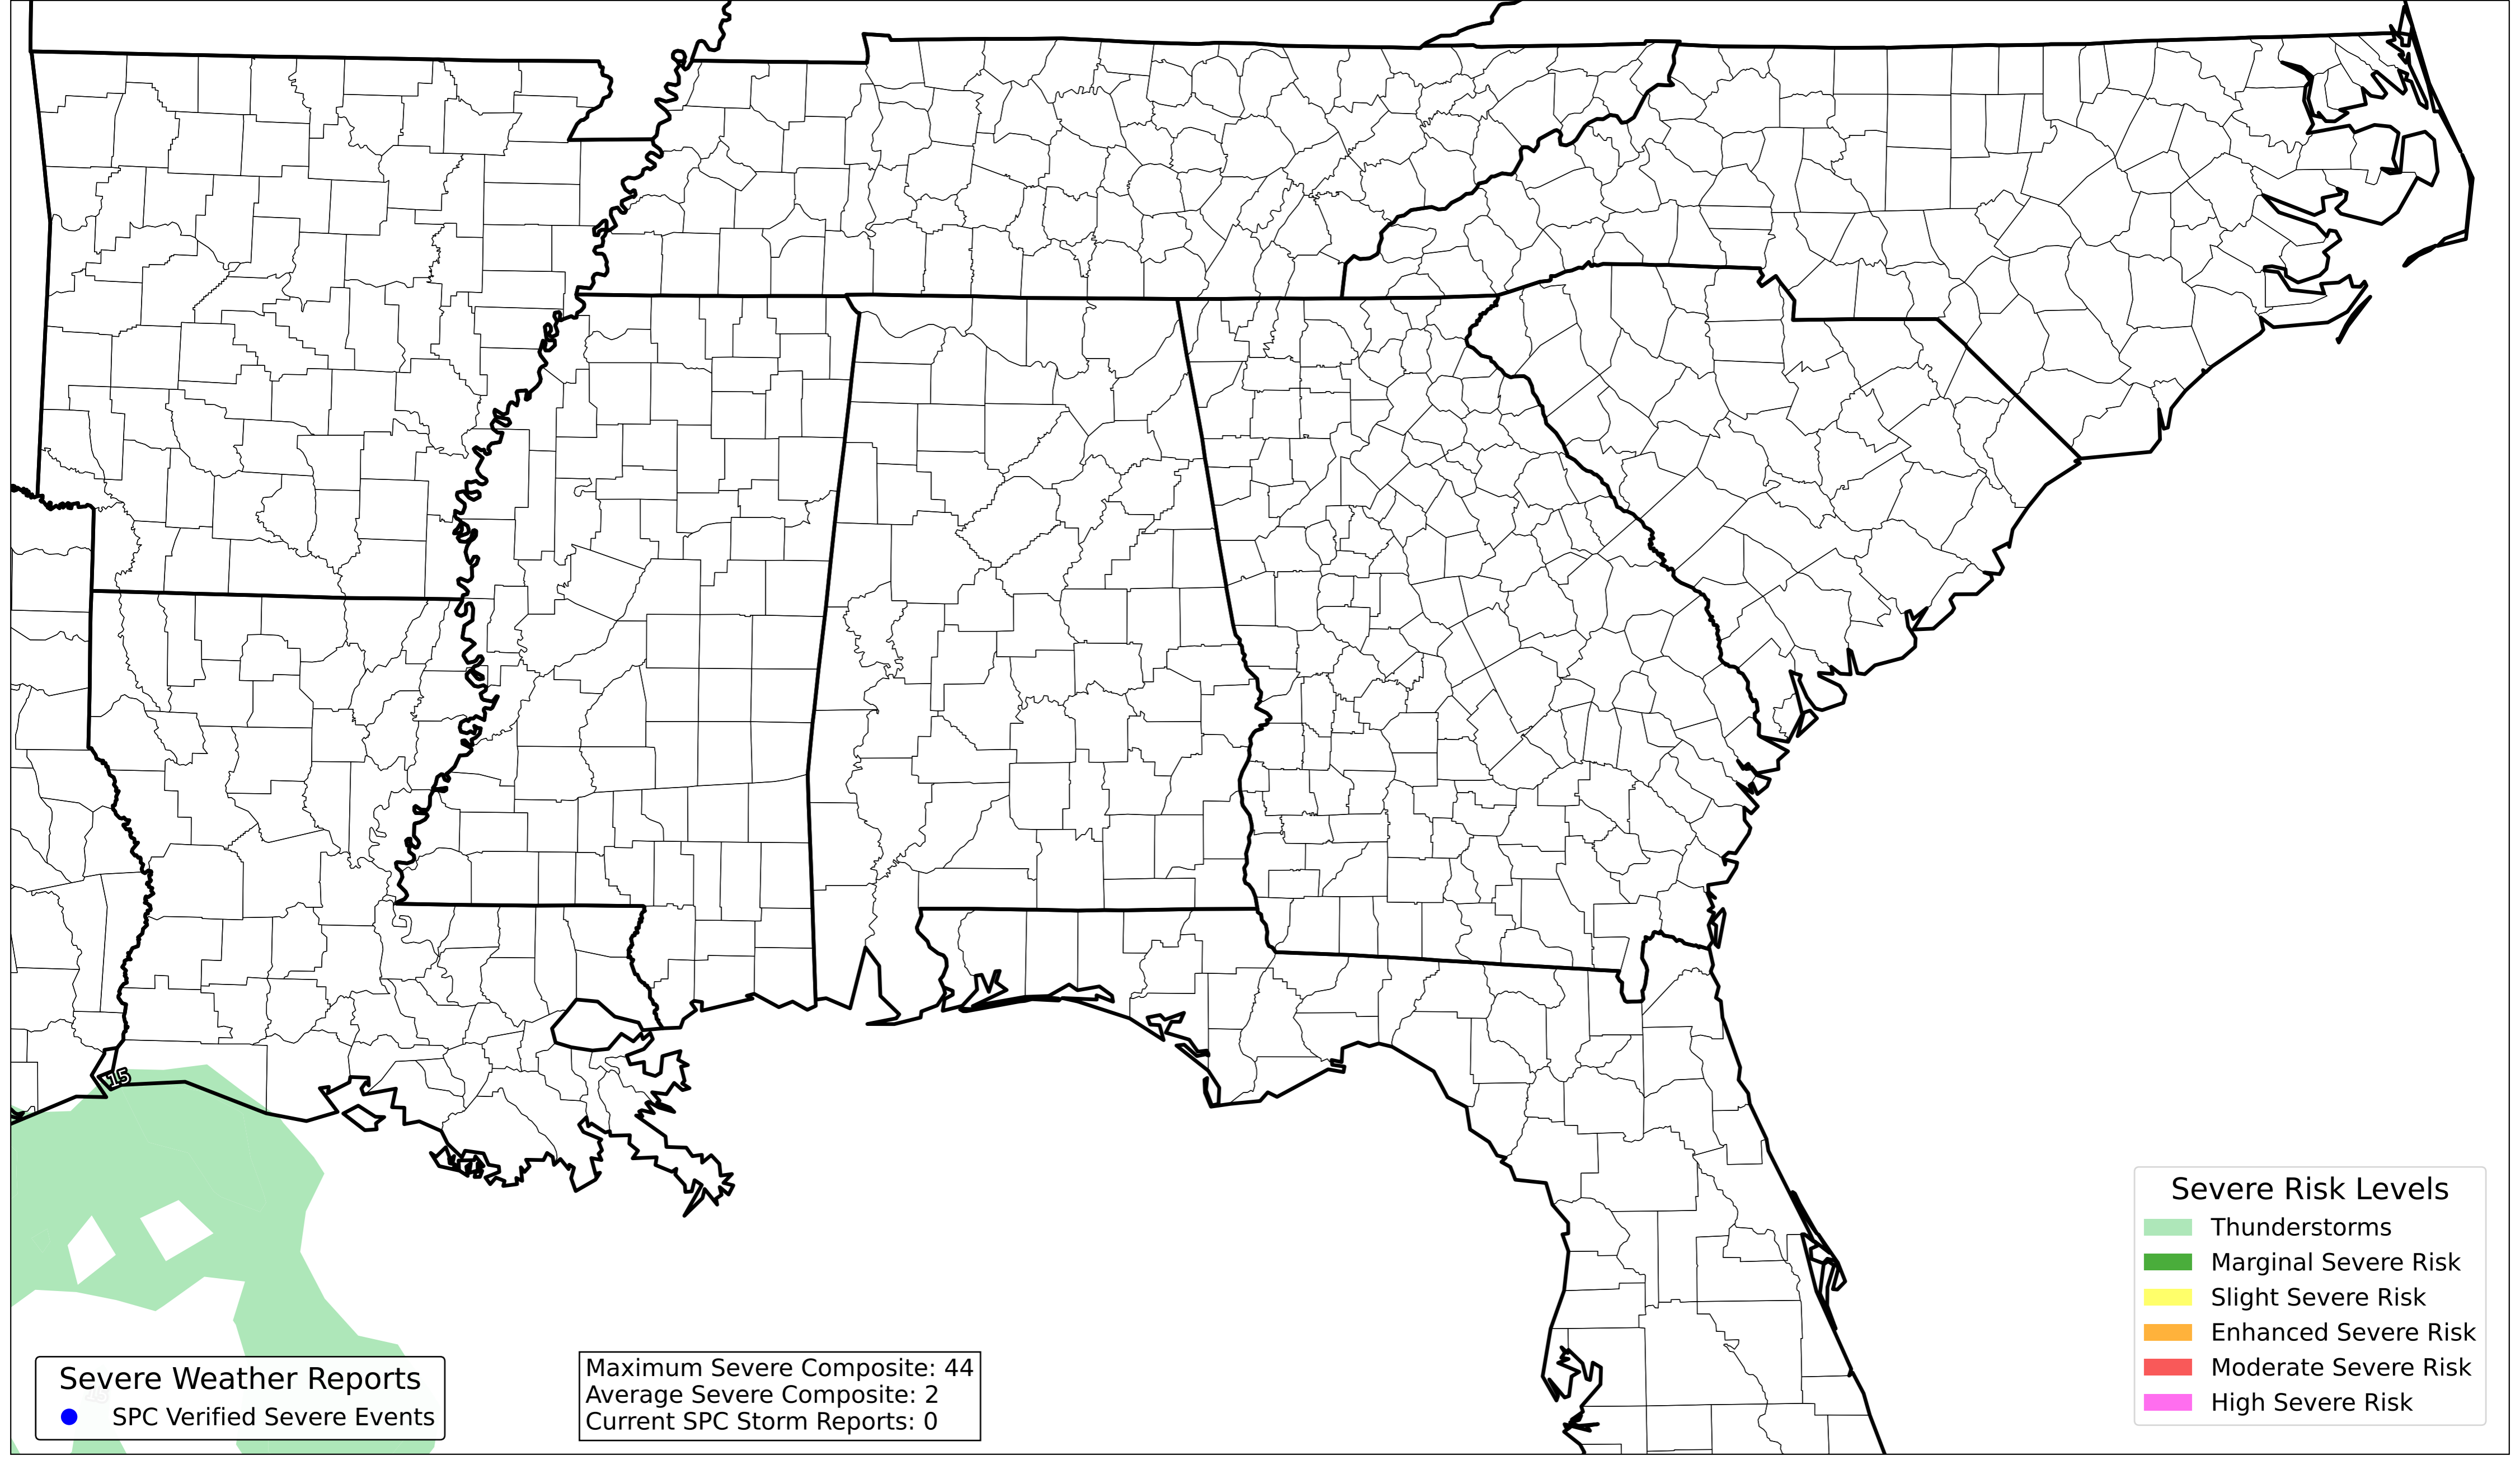 15
Severe Weather Reports
SPC Verified Severe Events
Maximum Severe Composite: 44
Average Severe Composite: 2
Current SPC Storm Reports: 0
Severe Risk Levels
Thunderstorms
Marginal Severe Risk
Slight Severe Risk
Enhanced Severe Risk
Moderate Severe Risk
High Severe Risk